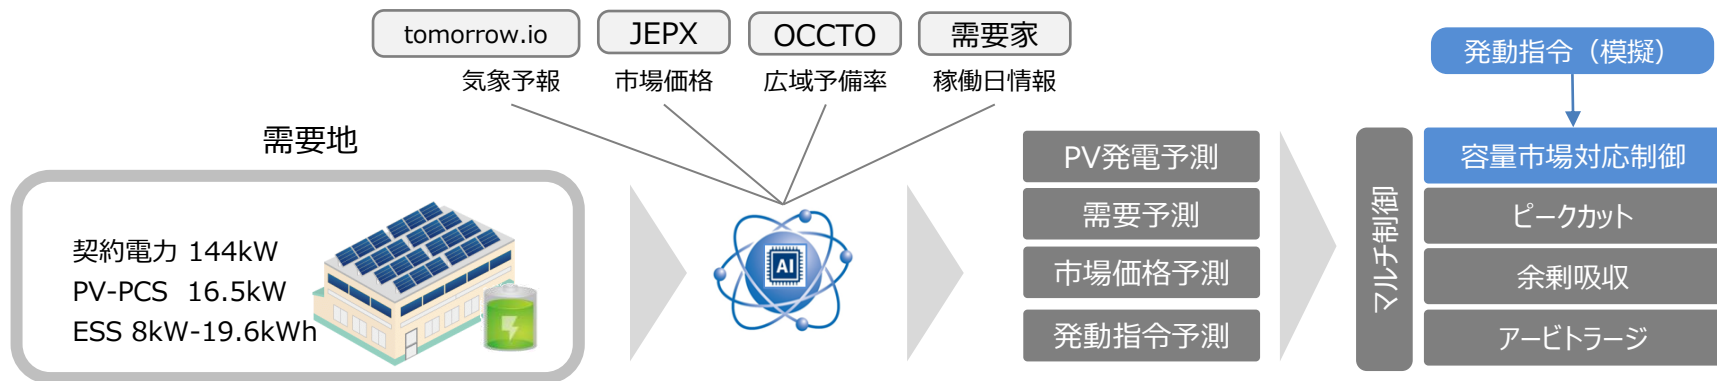 tomorrow.io
JEPX
OCCTO
需要家
気象予報
市場価格
広域予備率
稼働日情報
需要地
契約電力 144kW
PV-PCS 16.5kW
ESS 8kW-19.6kWh
AI
PV発電予測
需要予測
市場価格予測
発動指令予測
発動指令（模擬）
マルチ制御
容量市場対応制御
ピークカット
余剰吸収
アービトラージ